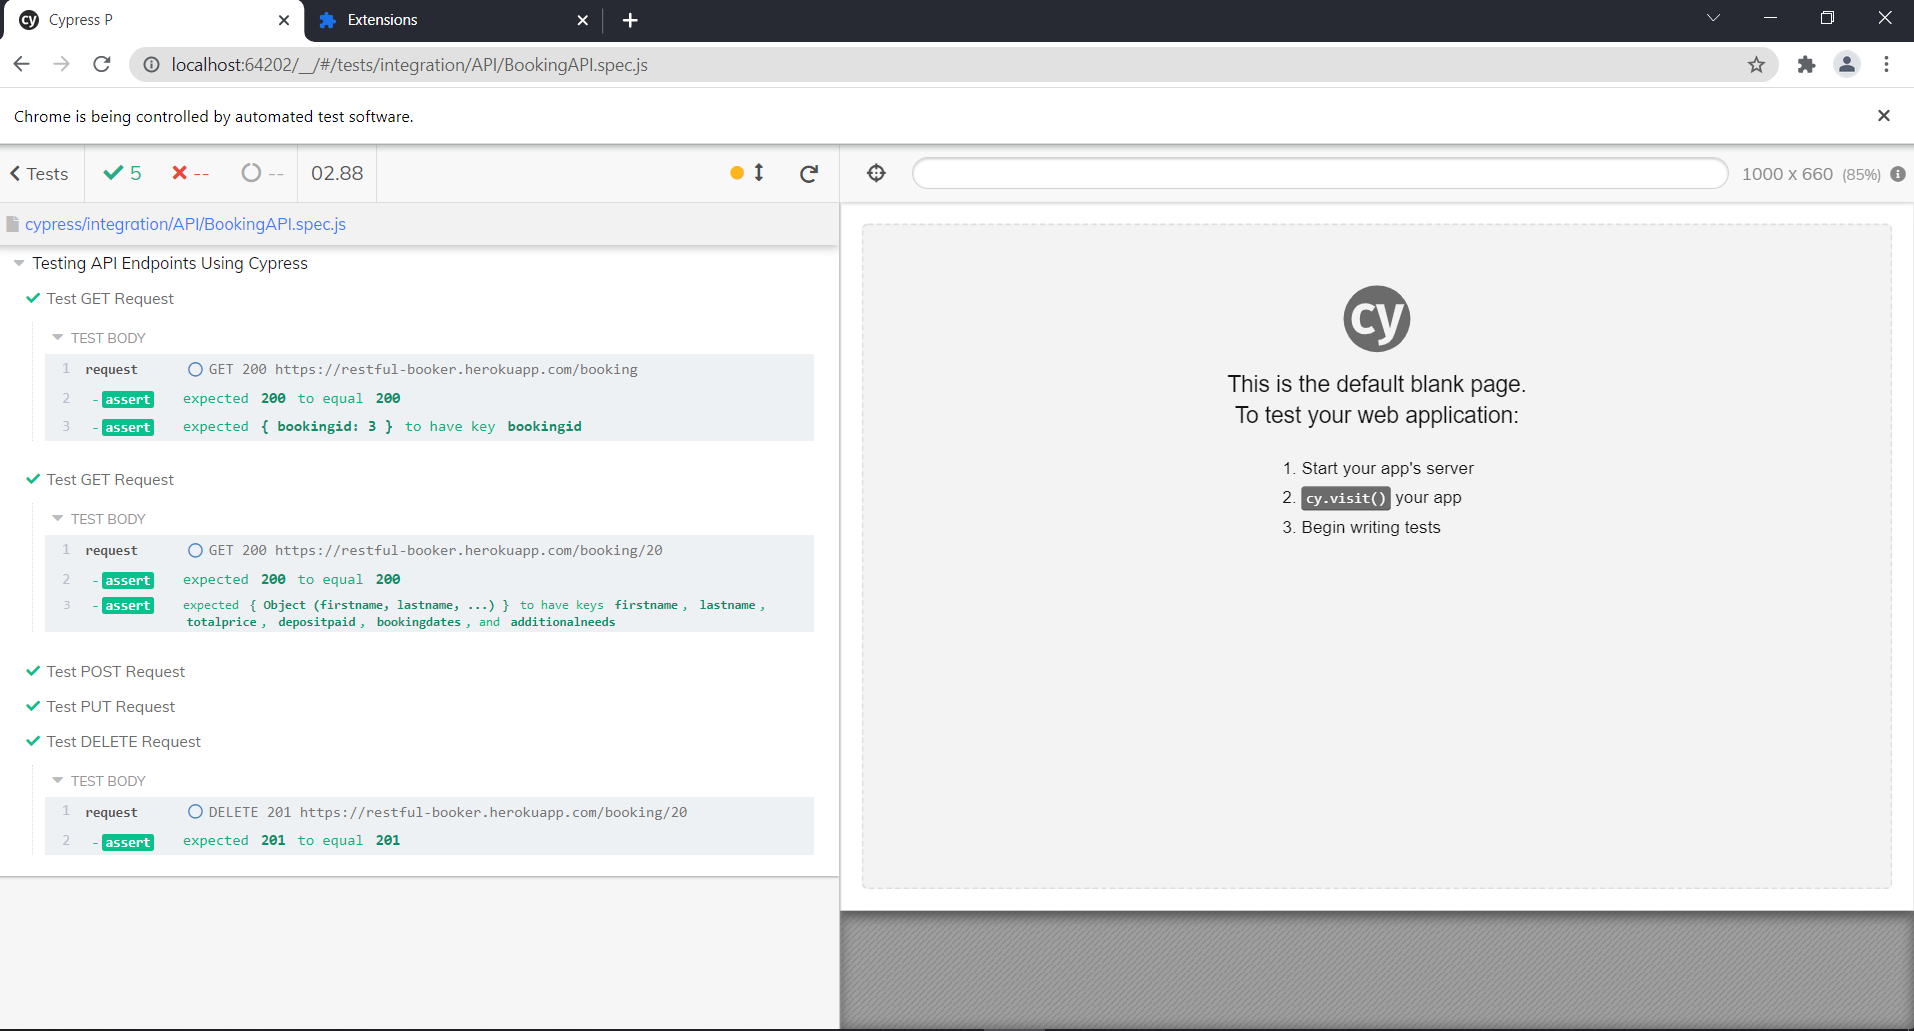 cy Cypress P
Extensions
localhost:64202/__/#/tests/integration/API/BookingAPI.spec.js
Chrome is being controlled by automated test software.
Tests 5 -- -- 02.88
1000 x 660 (85%)
cypress/integration/API/BookingAPI.spec.js
Testing API Endpoints Using Cypress
Test GET Request
TEST BODY
1 request GET 200 https://restful-booker.herokuapp.com/booking
2 -assert expected 200 to equal 200
3 -assert expected { bookingid: 3 } to have key bookingid
Test GET Request
TEST BODY
1 request GET 200 https://restful-booker.herokuapp.com/booking/20
2 -assert expected 200 to equal 200
3 -assert expected { Object (firstname, lastname, ...) } to have keys firstname, lastname,
totalprice, depositpaid, bookingdates, and additionalneeds
Test POST Request
Test PUT Request
Test DELETE Request
TEST BODY
1 request DELETE 201 https://restful-booker.herokuapp.com/booking/20
2 -assert expected 201 to equal 201
cy
This is the default blank page.
To test your web application:
1. Start your app's server
2. cy.visit() your app
3. Begin writing tests